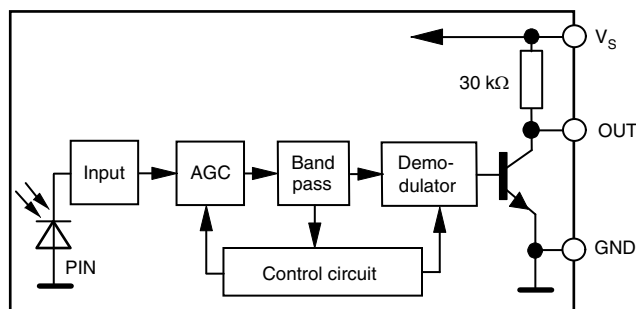 V_S
30 kΩ
OUT
Input
AGC
Band
pass
Demo-
dulator
PIN
Control circuit
GND